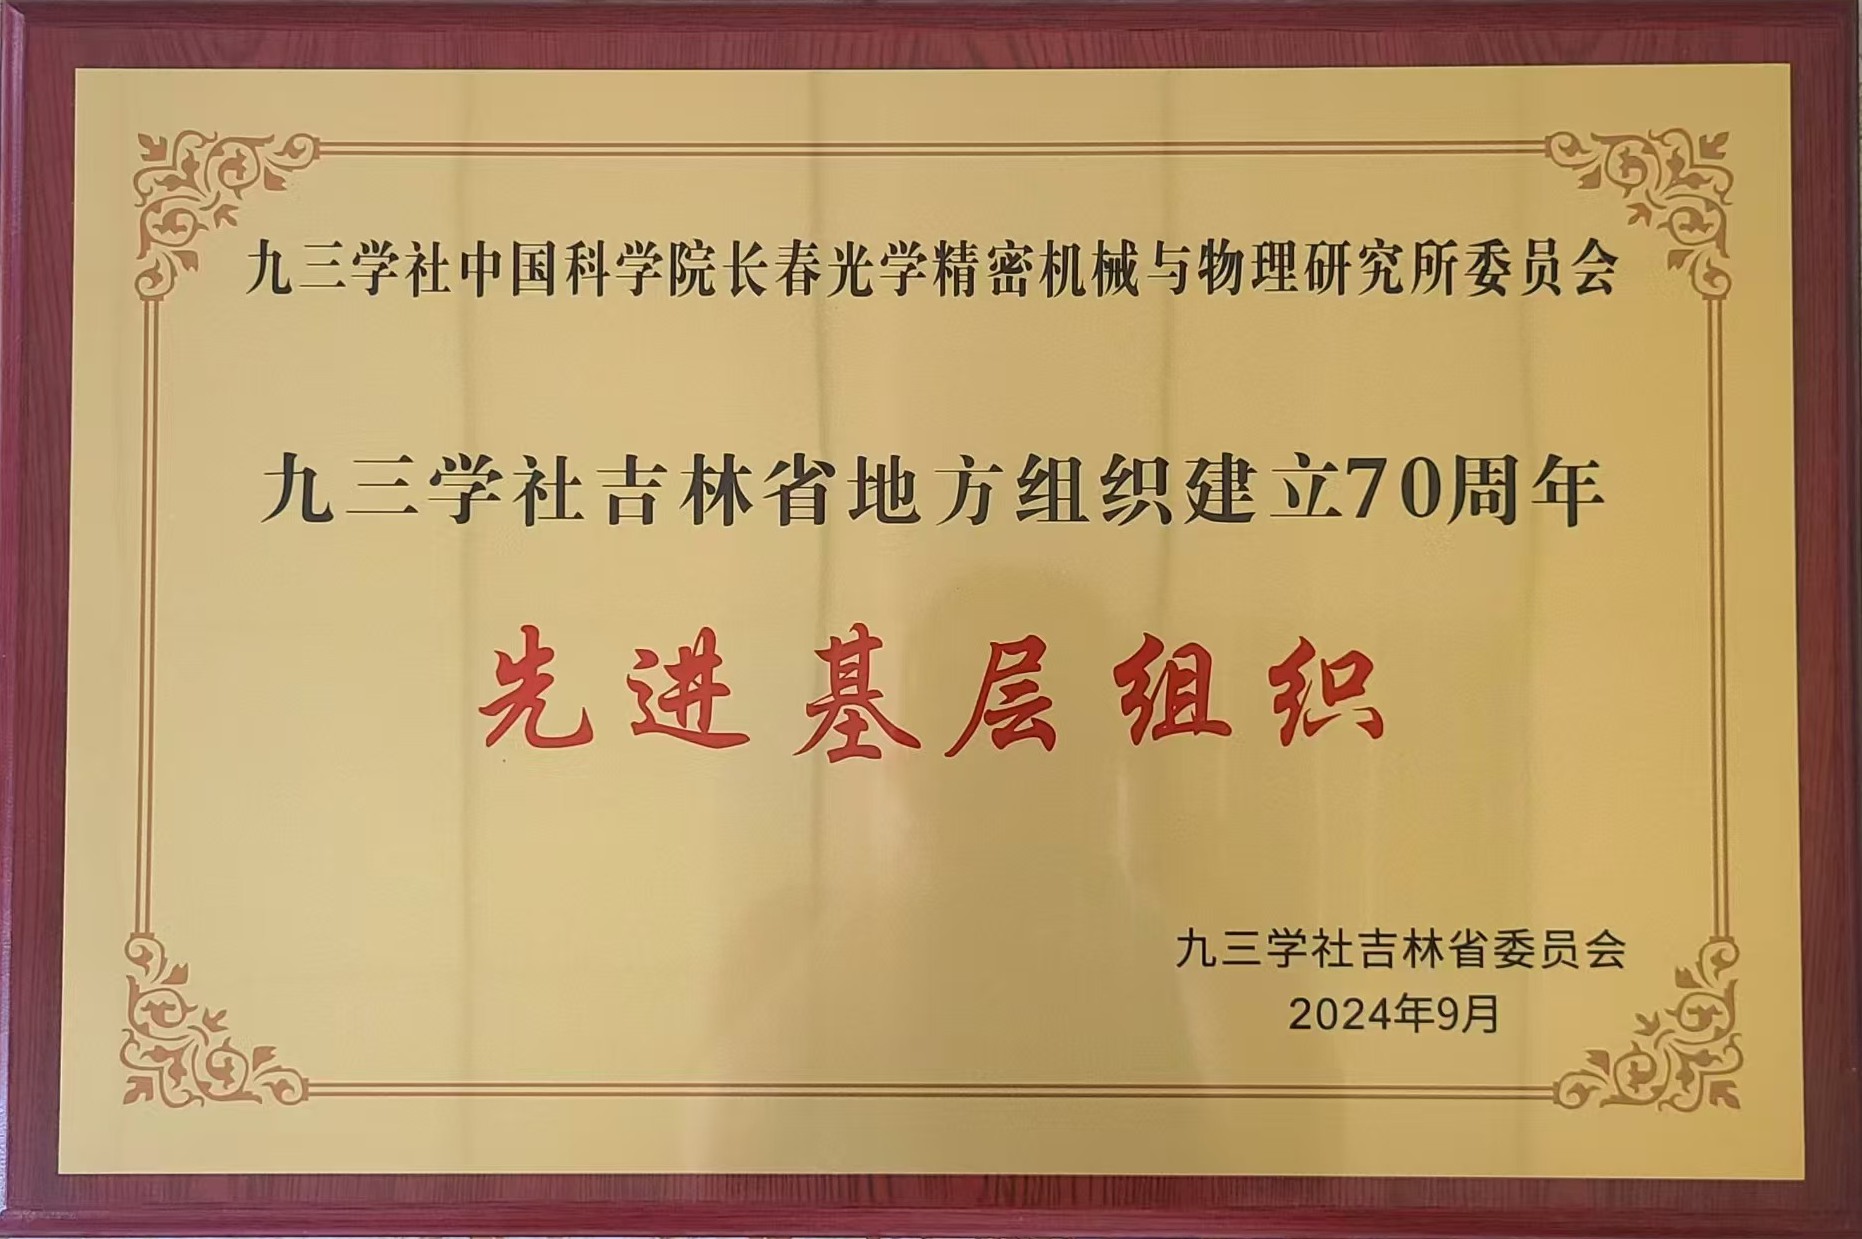 九三学社中国科学院长春光学精密机械与物理研究所委员会
九三学社吉林省地方组织建立70周年
先进基层组织
九三学社吉林省委员会
2024年9月